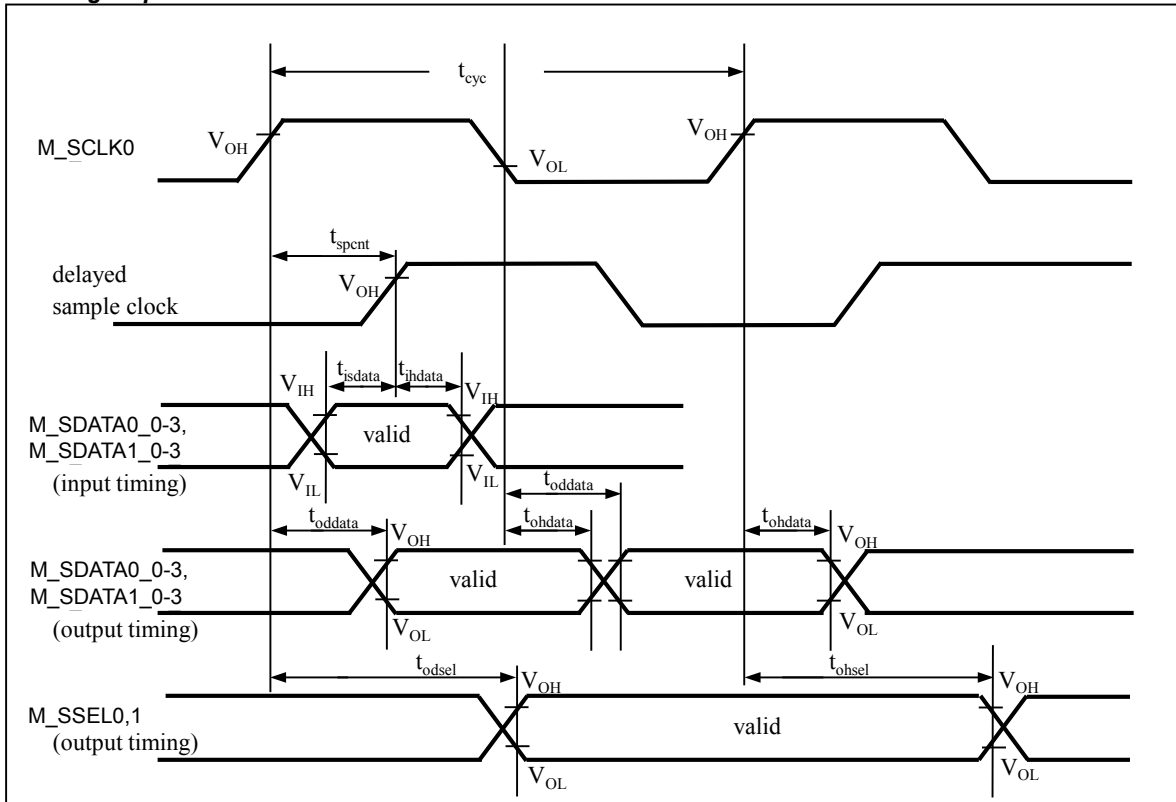 t_cyc
V_OH
V_OH
M_SCLK0
V_OL
t_spcnt
delayed
sample clock
V_OH
t_isdata
t_ihdata
V_IH
V_IH
M_SDATA0_0-3,
M_SDATA1_0-3
(input timing)
valid
V_IL
V_IL
t_oddata
t_oddata
t_ohdata
t_ohdata
V_OH
V_OH
M_SDATA0_0-3,
M_SDATA1_0-3
(output timing)
valid
valid
V_OL
V_OL
t_odsel
t_ohsel
V_OH
V_OH
M_SSEL0,1
(output timing)
valid
V_OL
V_OL